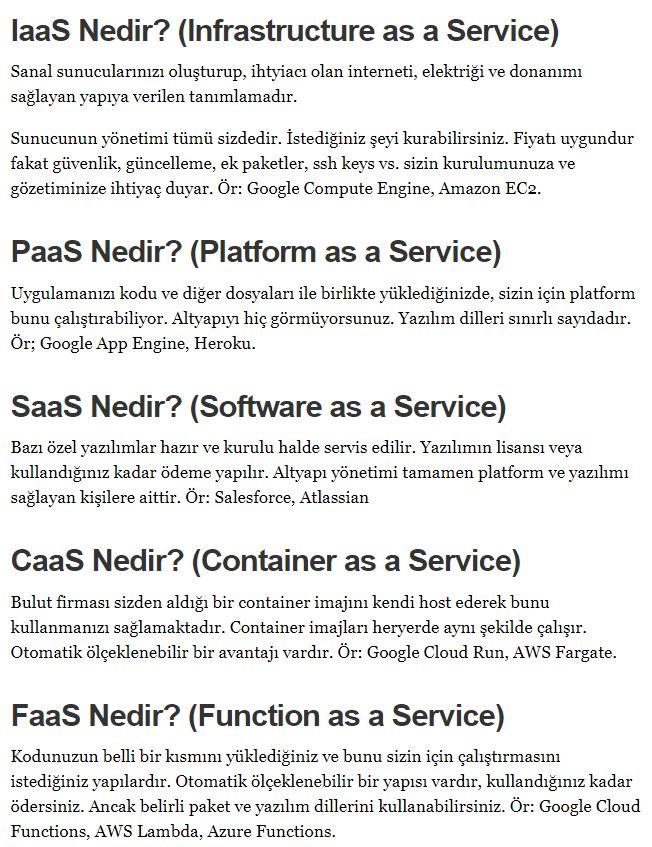 IaaS Nedir? (Infrastructure as a Service)
Sanal sunucularınızı oluşturup, ihtyiacı olan interneti, elektriği ve donanımı
sağlayan yapıya verilen tanımlamadır.
Sunucunun yönetimi tümü sizdedir. İstediğiniz şeyi kurabilirsiniz. Fiyatı uygundur
fakat güvenlik, güncelleme, ek paketler, ssh keys vs. sizin kurulumunuza ve
gözetiminize ihtiyaç duyar. Ör: Google Compute Engine, Amazon EC2.
PaaS Nedir? (Platform as a Service)
Uygulamanızı kodu ve diğer dosyaları ile birlikte yüklediğinizde, sizin için platform
bunu çalıştırabiliyor. Altyapıyı hiç görmüyorsunuz. Yazılım dilleri sınırlı sayıdadır.
Ör; Google App Engine, Heroku.
SaaS Nedir? (Software as a Service)
Bazı özel yazılımlar hazır ve kurulu halde servis edilir. Yazılımın lisansı veya
kullandığınız kadar ödeme yapılır. Altyapı yönetimi tamamen platform ve yazılımı
sağlayan kişilere aittir. Ör: Salesforce, Atlassian
CaaS Nedir? (Container as a Service)
Bulut firması sizden aldığı bir container imajını kendi host ederek bunu
kullanmanızı sağlamaktadır. Container imajları heryerde aynı şekilde çalışır.
Otomatik ölçeklenebilir bir avantajı vardır. Ör: Google Cloud Run, AWS Fargate.
FaaS Nedir? (Function as a Service)
Kodunuzun belli bir kısmını yüklediğiniz ve bunu sizin için çalıştırmasını
istediğiniz yapılardır. Otomatik ölçeklenebilir bir yapısı vardır, kullandığınız kadar
ödersiniz. Ancak belirli paket ve yazılım dillerini kullanabilirsiniz. Ör: Google Cloud
Functions, AWS Lambda, Azure Functions.